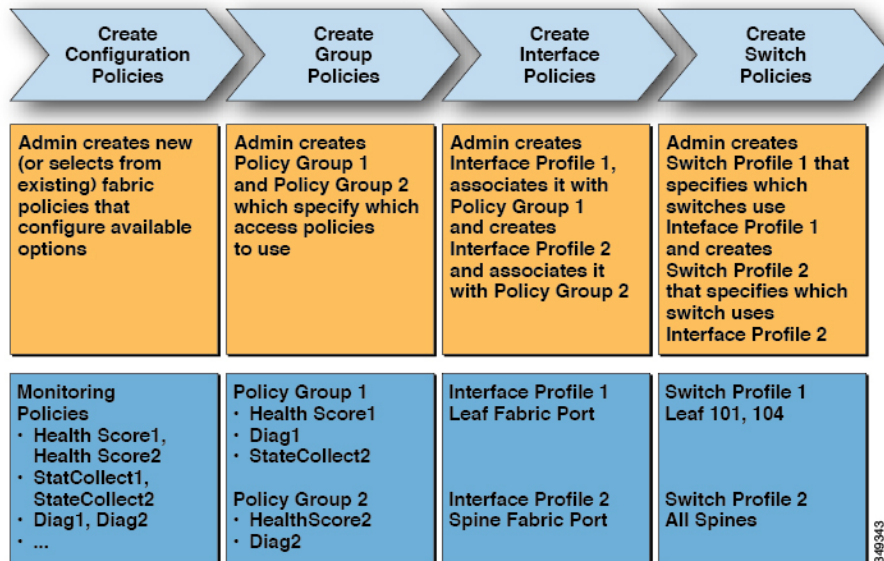 Create
Configuration
Policies
Create
Group
Policies
Create
Interface
Policies
Create
Switch
Policies
Admin creates new
(or selects from
existing) fabric
policies that
configure available
options
Admin creates
Policy Group 1
and Policy Group 2
which specify which
access policies
to use
Admin creates
Interface Profile 1,
associates it with
Policy Group 1
and creates
Interface Profile 2
and associates it
with Policy Group 2
Admin creates
Switch Profile 1 that
specifies which
switches use
Inteface Profile 1
and creates
Switch Profile 2
that specifies which
switch uses
Interface Profile 2
Monitoring
Policies
· Health Score1,
Health Score2
· StatCollect1,
StateCollect2
· Diag1, Diag2
· ...
Policy Group 1
· Health Score1
· Diag1
· StateCollect2
Policy Group 2
· HealthScore2
· Diag2
Interface Profile 1
Leaf Fabric Port
Interface Profile 2
Spine Fabric Port
Switch Profile 1
Leaf 101, 104
Switch Profile 2
All Spines
349343